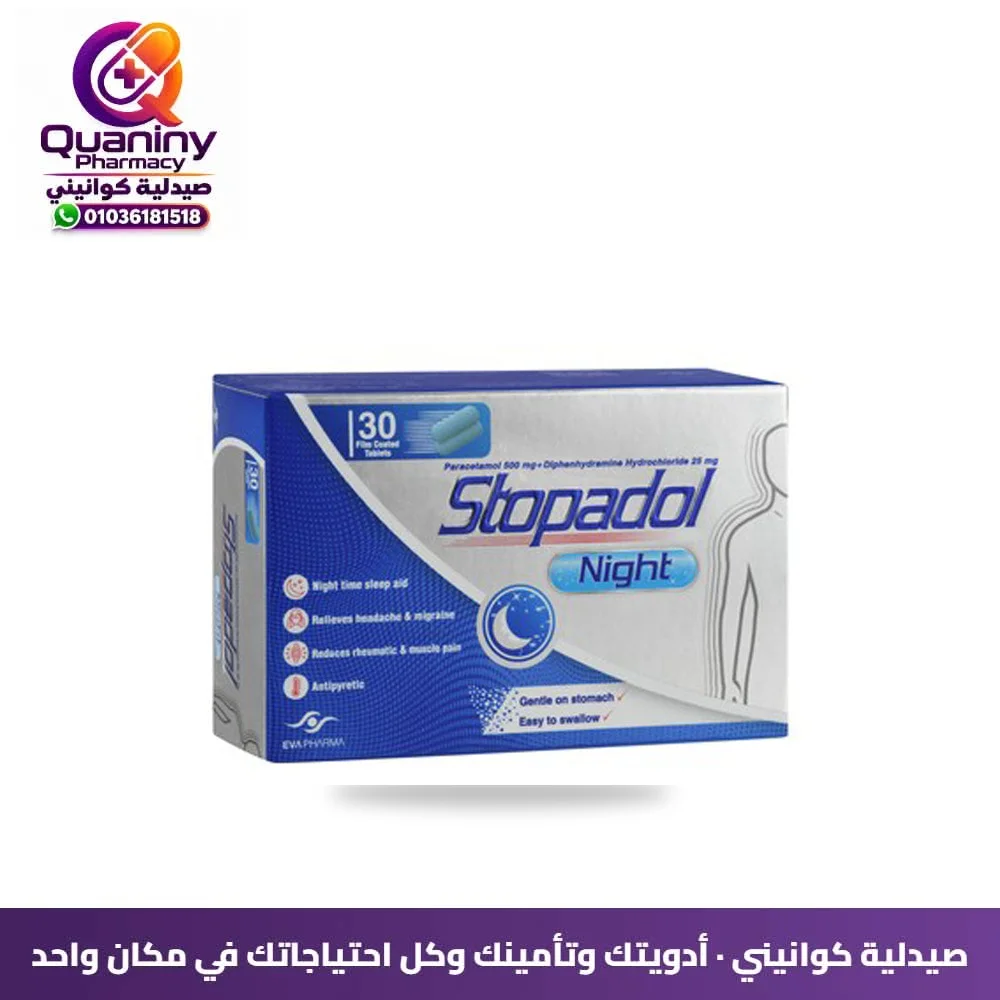 Quaniny
Pharmacy
صيدلية كوانيني
01036181518
30
Film Coated
Tablets
Paracetamol 500 mg+Diphenhydramine Hydrochloride 25 mg
Stopadol
Night
Night time sleep aid
Relieves headache & migraine
Reduces rheumatic & muscle pain
Antipyretic
Gentle on stomach
Easy to swallow
EVA PHARMA
30
Stopadol
صيدلية كوانيني · أدويتك وتأمينك وكل احتياجاتك في مكان واحد